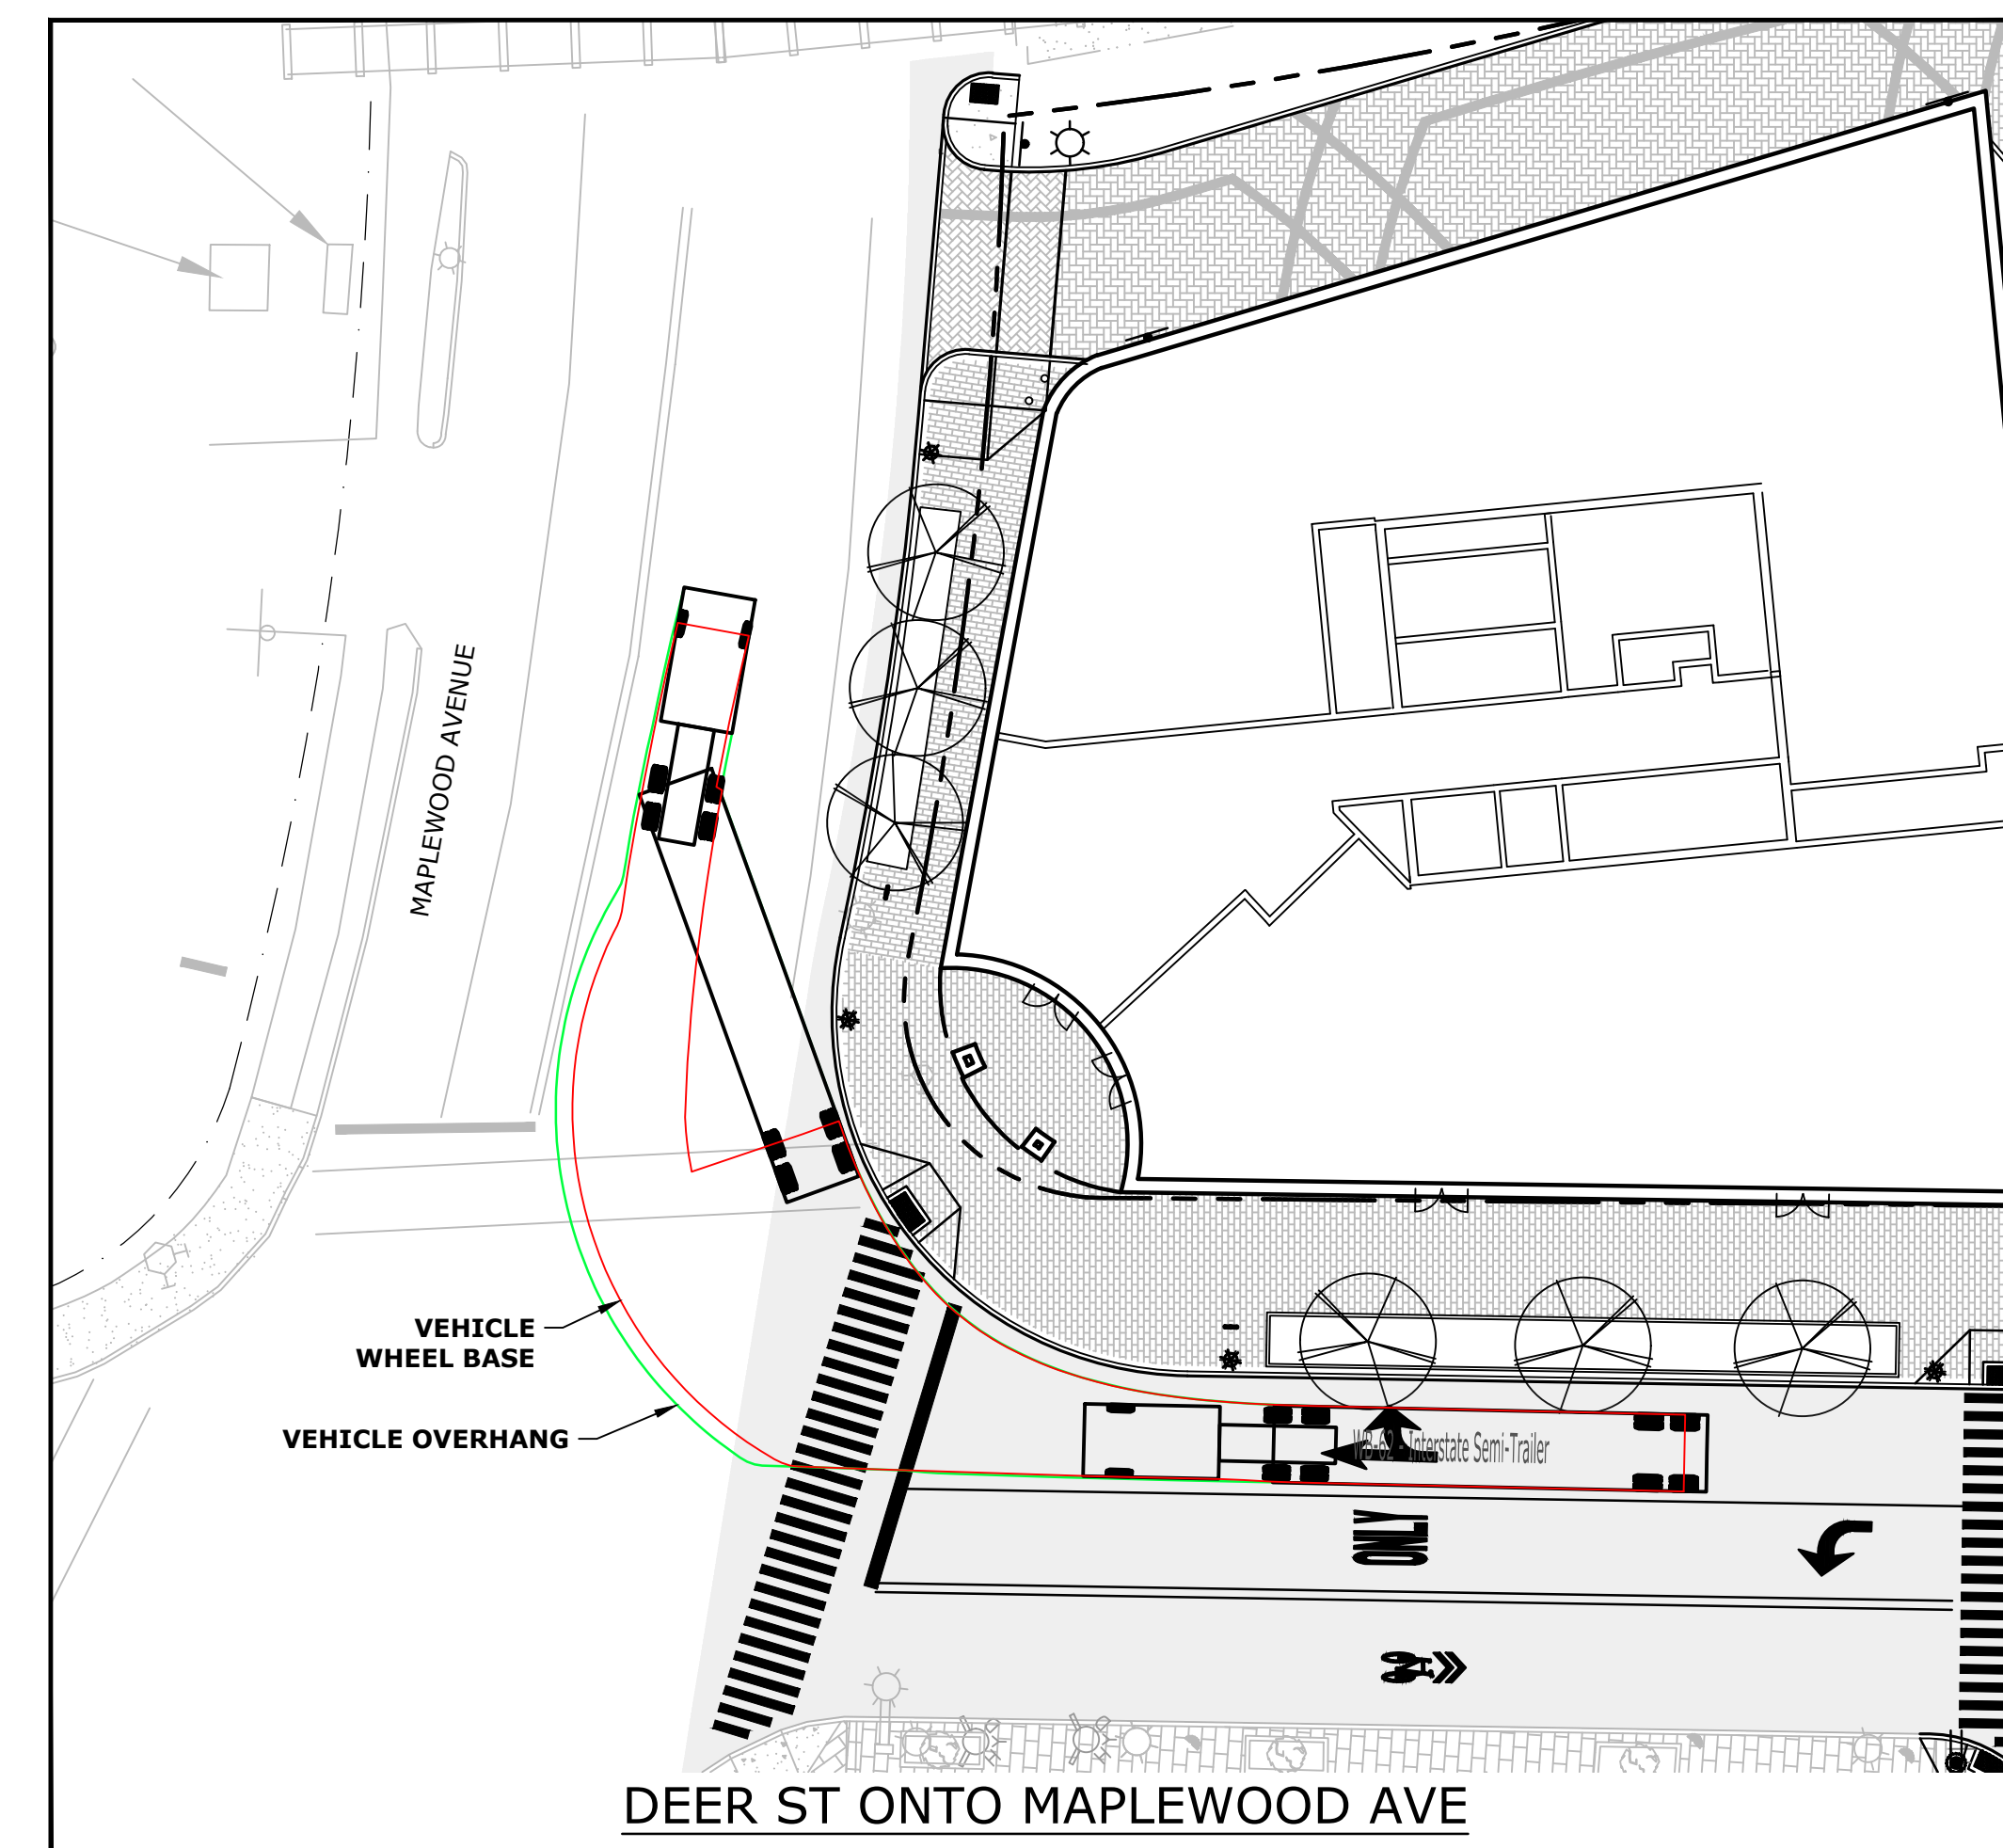 MAPLEWOOD AVENUE
VEHICLE
WHEEL BASE
VEHICLE OVERHANG
WB-62 - Interstate Semi-Trailer
ONLY
DEER ST ONTO MAPLEWOOD AVE